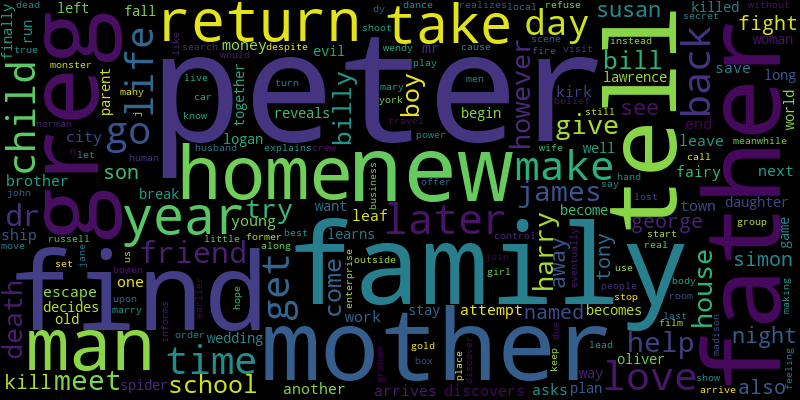 peter
family
father
mother
find
greg
tell
new
home
man
return
take
day
year
make
get
go
life
child
time
love
back
later
friend
james
help
meet
school
try
give
boy
billy
harry
come
house
however
susan
bill
fight
killed
lawrence
see
save
long
woman
world
end
secret
without
leave
fairy
next
call
meanwhile
well
wife
still
kirk
begin
together
money
evil
mr
reveals
logan
despite
dy
dance
realizes
local
refuse
shoot
wendy
cause
instead
scene
fire
visit
play
men
mary
york
belief
travel
power
crew
turn
live
car
know
search
would
like
true
dead
finally
run
left
fall
parent
many
monster
city
norman
let
human
son
brother
john
dr
ship
move
russell
death
escape
decides
old
set
bowen
jane
us
one
upon
marry
hope
earlier
informs
order
wedding
kill
spider
another
husband
explains
break
young
little
former
best
along
learns
want
leaf
business
offer
outside
enterprise
work
stay
control
join
girl
attempt
named
become
becomes
away
eventually
tony
say
hand
lost
george
town
daughter
group
game
simon
start
real
use
people
stop
body
room
last
film
madison
making
night
also
feeling
show
arrive
oliver
lead
way
plan
asks
keep
due
place
discover
discovers
arrives
graham
gold
box